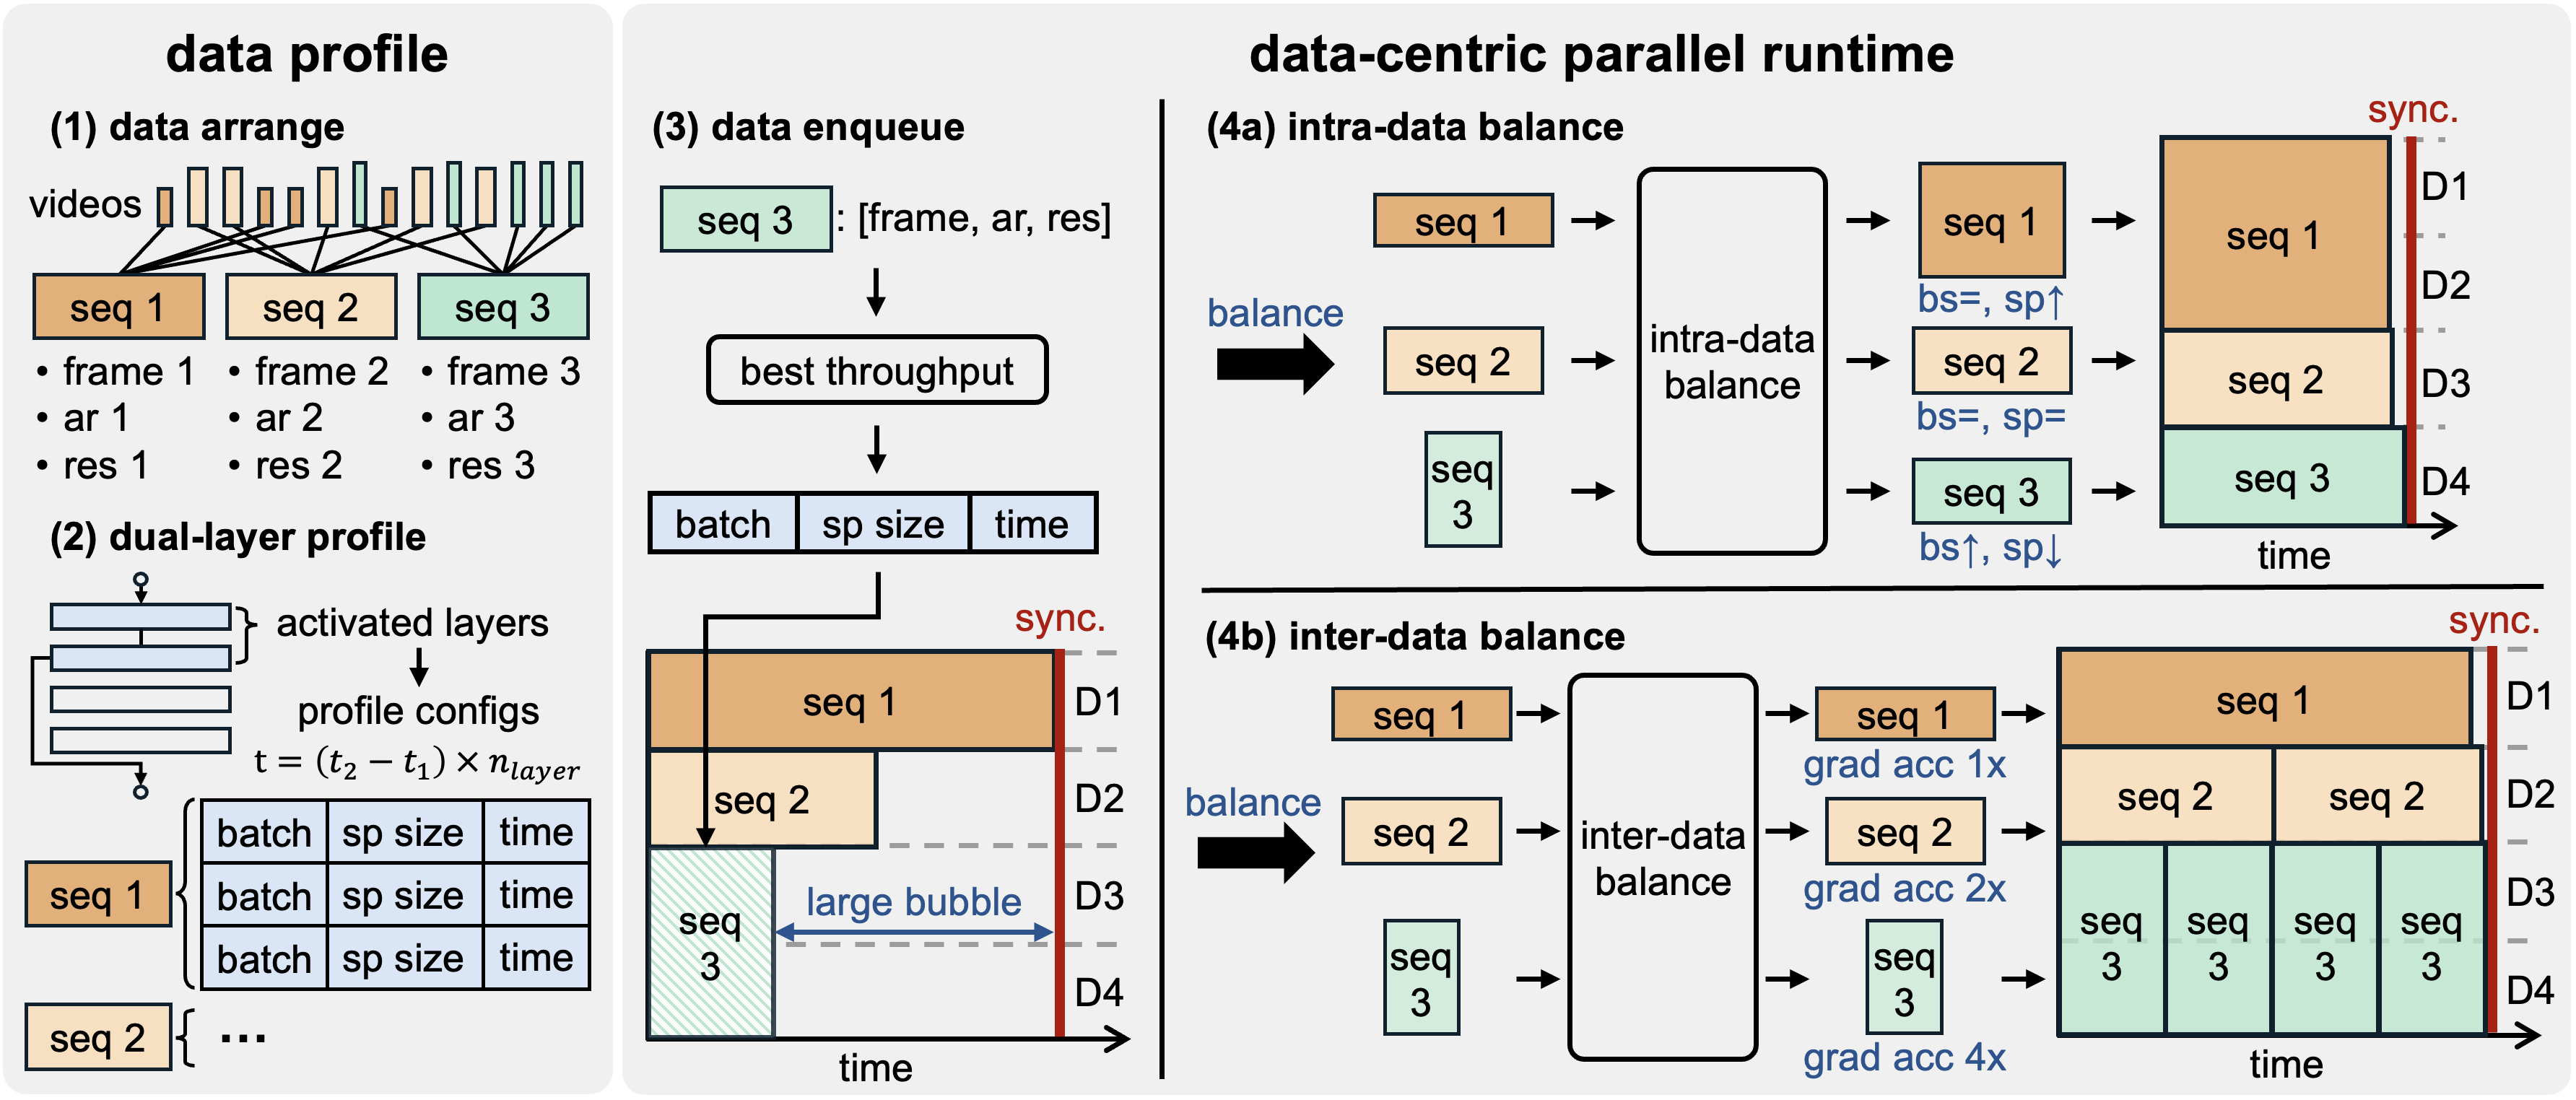 data profile
(1) data arrange
videos
seq 1
seq 2
seq 3
• frame 1
• ar 1
• res 1
• frame 2
• ar 2
• res 2
• frame 3
• ar 3
• res 3
(2) dual-layer profile
activated layers
profile configs
t = (t₂ − t₁) × n_layer
seq 1
batch sp size time
batch sp size time
batch sp size time
seq 2
...
data-centric parallel runtime
(3) data enqueue
seq 3 : [frame, ar, res]
best throughput
batch sp size time
sync.
seq 1
D1
seq 2
D2
seq
3
large bubble
D3
D4
time
(4a) intra-data balance
balance
seq 1
seq 2
seq
3
intra-data
balance
seq 1
bs=, sp↑
seq 2
bs=, sp=
seq 3
bs↑, sp↓
sync.
seq 1
seq 2
seq 3
D1
D2
D3
D4
time
(4b) inter-data balance
balance
seq 1
seq 2
seq
3
inter-data
balance
seq 1
grad acc 1x
seq 2
grad acc 2x
seq
3
grad acc 4x
sync.
seq 1
seq 2 seq 2
seq seq seq seq
3 3 3 3
D1
D2
D3
D4
time